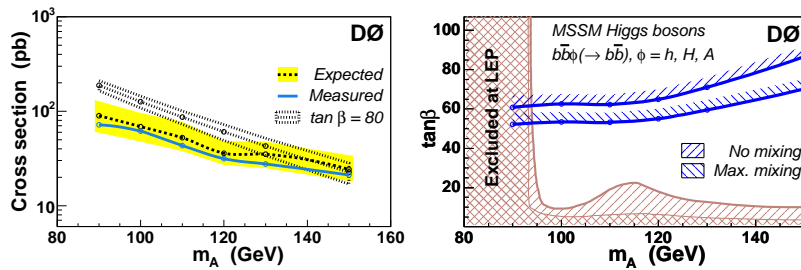 DØ
Cross section (pb)
10³
10²
10
Expected
Measured
tan β = 80
80 100 120 140 160
m_A (GeV)
MSSM Higgs bosons
bb̄φ(→ bb̄), φ = h, H, A
DØ
Excluded at LEP
tanβ
100
80
60
40
20
No mixing
Max. mixing
80 100 120 140
m_A (GeV)